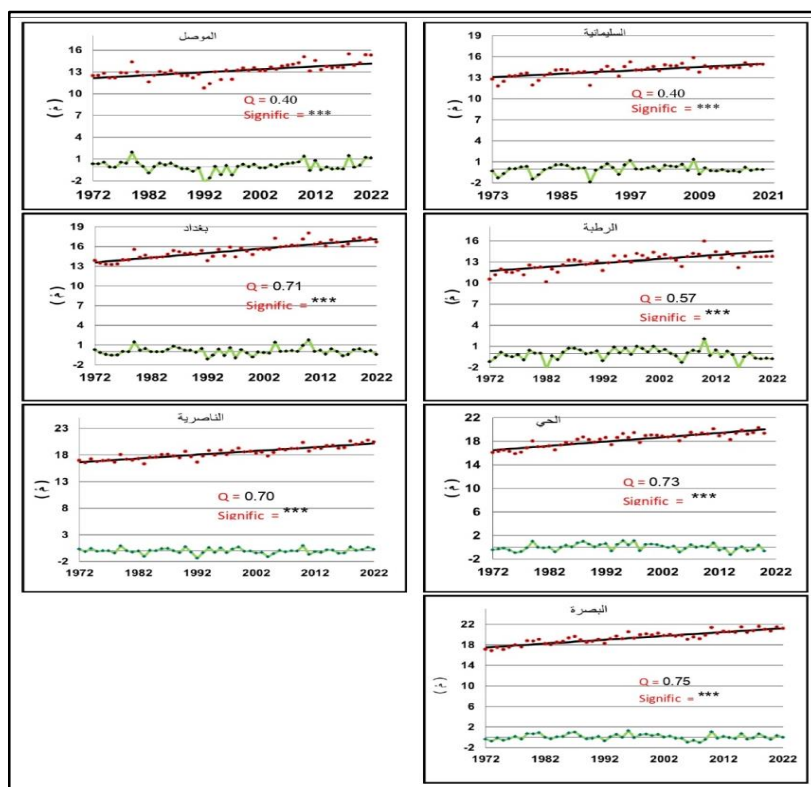 الموصل
16
13
10
7
4
1
-2
(م°)
Q = 0.40
Signific = ***
1972 1982 1992 2002 2012 2022
السليمانية
19
16
13
10
7
4
1
-2
(م°)
Q = 0.40
Signific = ***
1973 1985 1997 2009 2021
بغداد
19
16
13
10
7
4
1
-2
(م°)
Q = 0.71
Signific = ***
1972 1982 1992 2002 2012 2022
الرطبة
16
13
10
7
4
1
-2
(م°)
Q = 0.57
Signific = ***
1972 1982 1992 2002 2012 2022
الناصرية
23
18
13
8
3
-2
(م°)
Q = 0.70
Signific = ***
1972 1982 1992 2002 2012 2022
الحي
22
18
14
10
6
2
-2
(م°)
Q = 0.73
Signific = ***
1972 1982 1992 2002 2012 2022
البصرة
22
18
14
10
6
2
-2
(م°)
Q = 0.75
Signific = ***
1972 1982 1992 2002 2012 2022